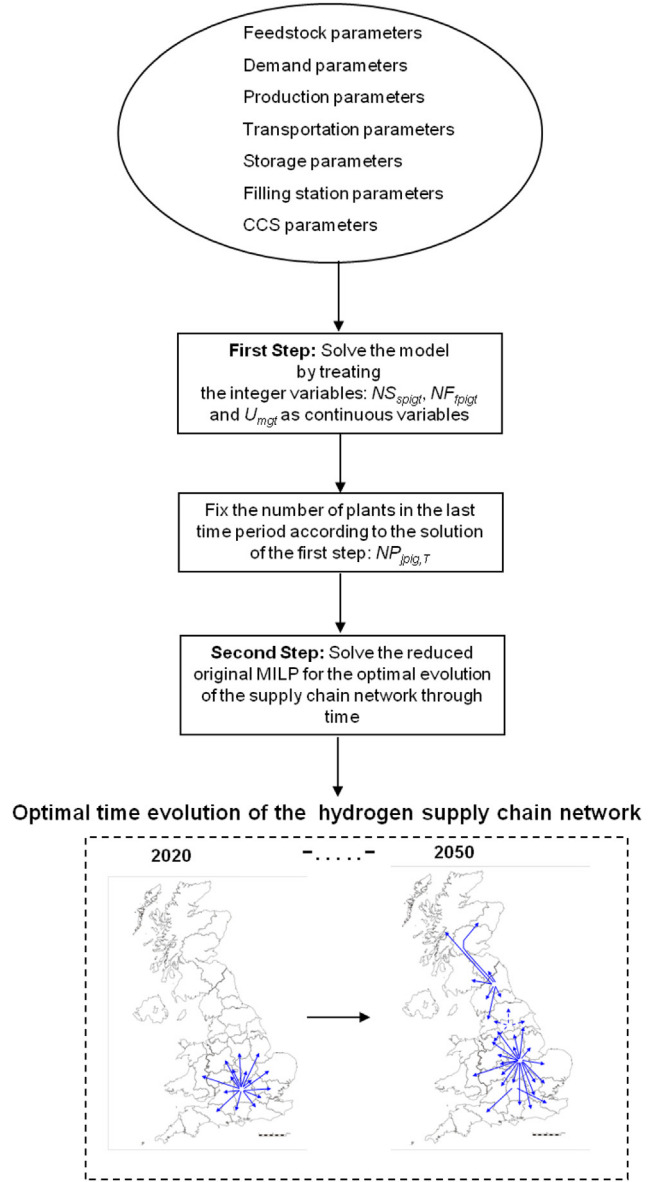 Feedstock parameters
Demand parameters
Production parameters
Transportation parameters
Storage parameters
Filling station parameters
CCS parameters
First Step: Solve the model
by treating
the integer variables: NS_spigt, NF_fpigt
and U_mgt as continuous variables
Fix the number of plants in the last
time period according to the solution
of the first step: NP_jpig,T
Second Step: Solve the reduced
original MILP for the optimal evolution
of the supply chain network through
time
Optimal time evolution of the hydrogen supply chain network
2020 -.....- 2050